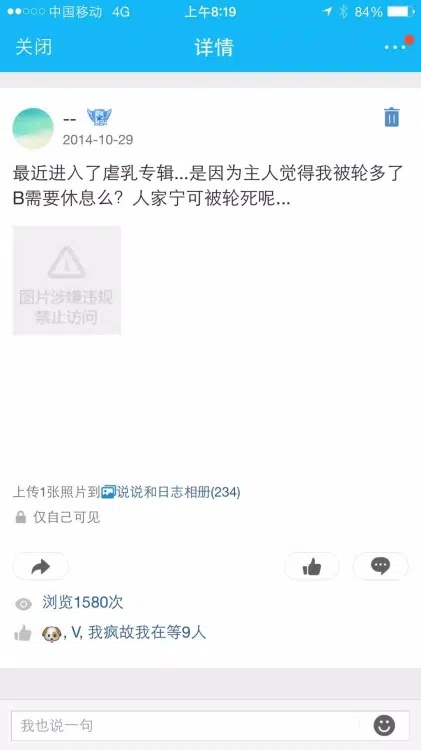 中国移动 4G 上午8:19 84%
关闭 详情
--
2014-10-29
最近进入了虐乳专辑...是因为主人觉得我被轮多了
B需要休息么？人家宁可被轮死呢...
图片涉嫌违规
禁止访问
上传1张照片到说说和日志相册(234)
仅自己可见
浏览1580次
, V, 我疯故我在等9人
我也说一句